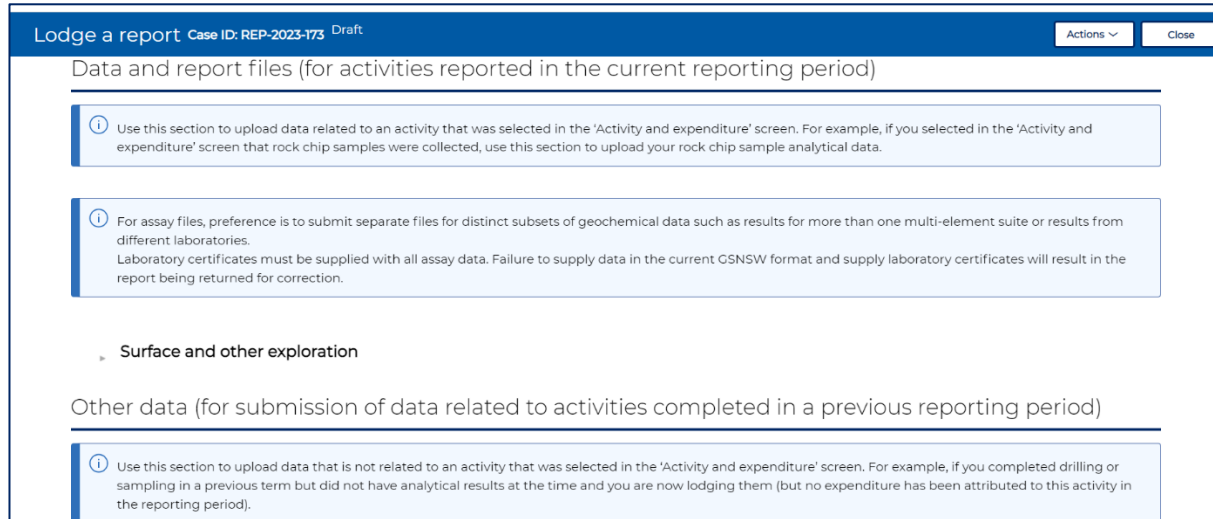 Lodge a report Case ID: REP-2023-173 Draft
Actions
Close
Data and report files (for activities reported in the current reporting period)
Use this section to upload data related to an activity that was selected in the 'Activity and expenditure' screen. For example, if you selected in the 'Activity and
expenditure' screen that rock chip samples were collected, use this section to upload your rock chip sample analytical data.
For assay files, preference is to submit separate files for distinct subsets of geochemical data such as results for more than one multi-element suite or results from
different laboratories.
Laboratory certificates must be supplied with all assay data. Failure to supply data in the current GSNSW format and supply laboratory certificates will result in the
report being returned for correction.
Surface and other exploration
Other data (for submission of data related to activities completed in a previous reporting period)
Use this section to upload data that is not related to an activity that was selected in the 'Activity and expenditure' screen. For example, if you completed drilling or
sampling in a previous term but did not have analytical results at the time and you are now lodging them (but no expenditure has been attributed to this activity in
the reporting period).